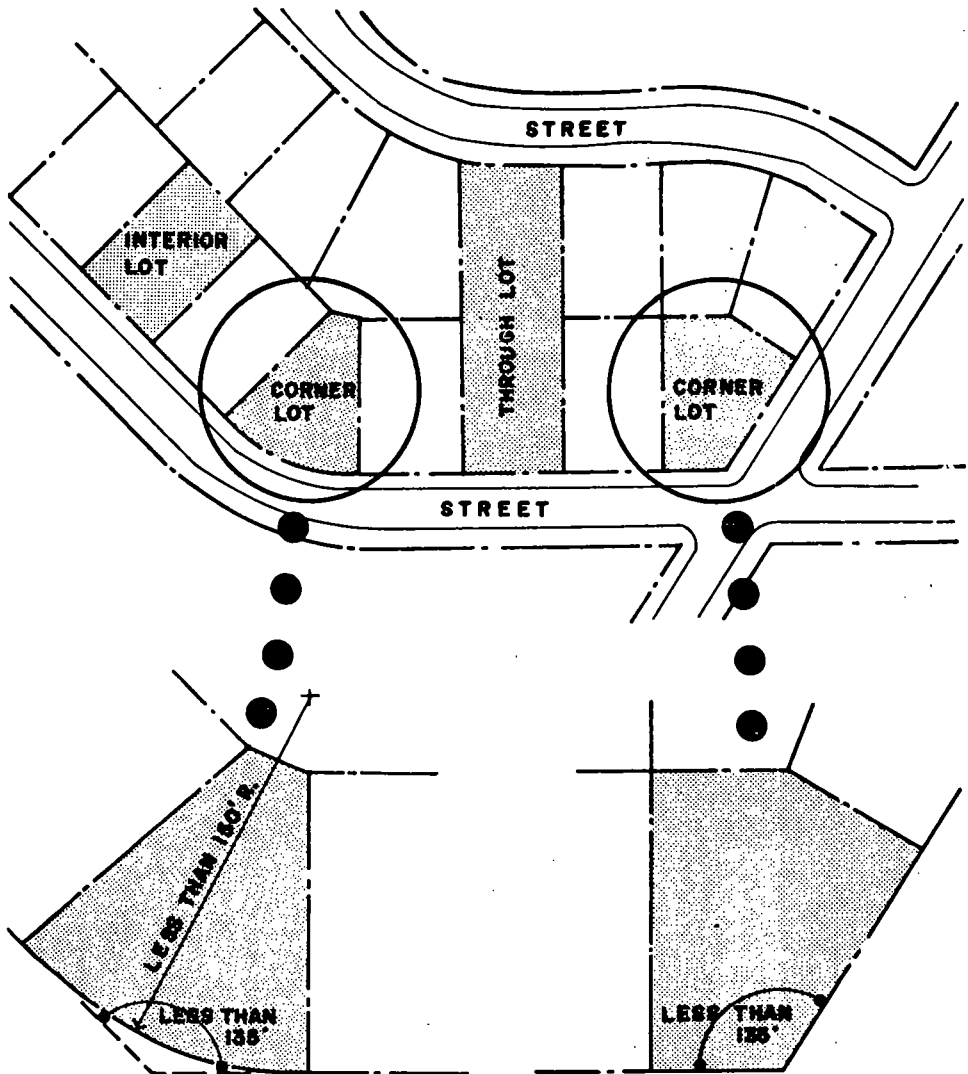 STREET
INTERIOR
LOT
THROUGH LOT
CORNER
LOT
CORNER
LOT
STREET
LESS THAN 150' R.
LESS THAN
135°
LESS THAN
135°